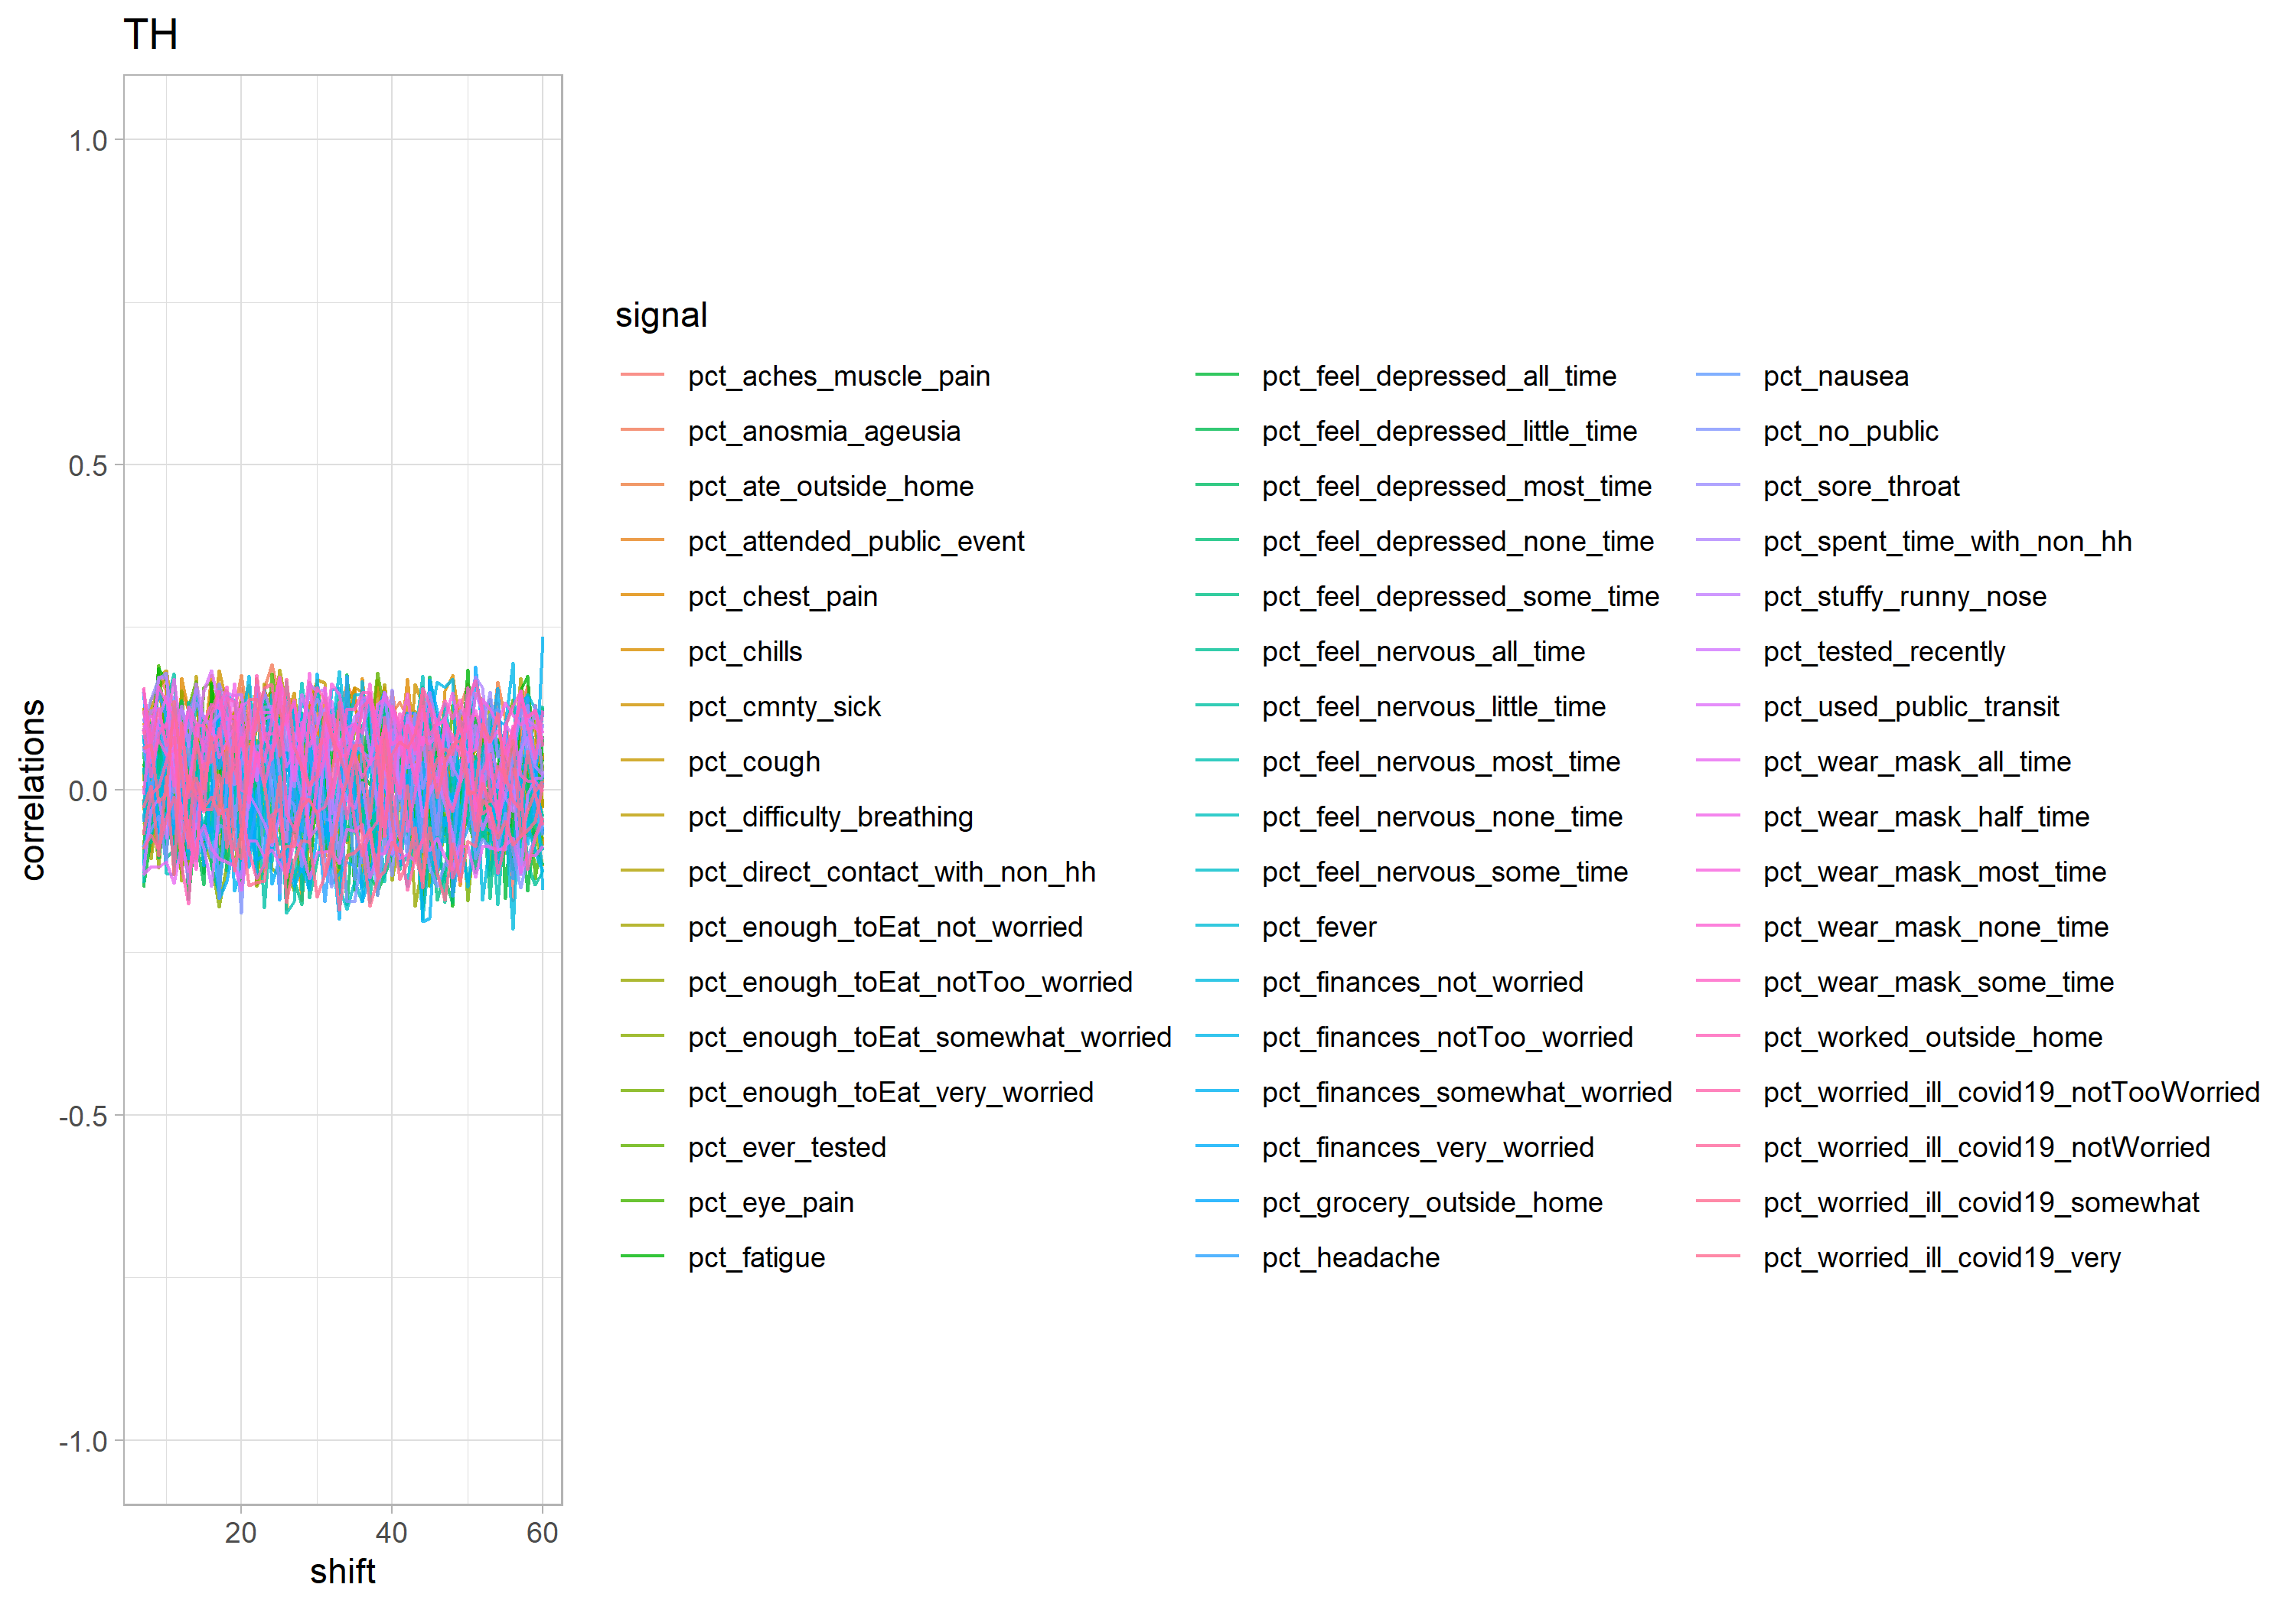 TH
1.0
0.5
0.0
-0.5
-1.0
correlations
20 40 60
shift
signal
pct_aches_muscle_pain
pct_anosmia_ageusia
pct_ate_outside_home
pct_attended_public_event
pct_chest_pain
pct_chills
pct_cmnty_sick
pct_cough
pct_difficulty_breathing
pct_direct_contact_with_non_hh
pct_enough_toEat_not_worried
pct_enough_toEat_notToo_worried
pct_enough_toEat_somewhat_worried
pct_enough_toEat_very_worried
pct_ever_tested
pct_eye_pain
pct_fatigue
pct_feel_depressed_all_time
pct_feel_depressed_little_time
pct_feel_depressed_most_time
pct_feel_depressed_none_time
pct_feel_depressed_some_time
pct_feel_nervous_all_time
pct_feel_nervous_little_time
pct_feel_nervous_most_time
pct_feel_nervous_none_time
pct_feel_nervous_some_time
pct_fever
pct_finances_not_worried
pct_finances_notToo_worried
pct_finances_somewhat_worried
pct_finances_very_worried
pct_grocery_outside_home
pct_headache
pct_nausea
pct_no_public
pct_sore_throat
pct_spent_time_with_non_hh
pct_stuffy_runny_nose
pct_tested_recently
pct_used_public_transit
pct_wear_mask_all_time
pct_wear_mask_half_time
pct_wear_mask_most_time
pct_wear_mask_none_time
pct_wear_mask_some_time
pct_worked_outside_home
pct_worried_ill_covid19_notTooWorried
pct_worried_ill_covid19_notWorried
pct_worried_ill_covid19_somewhat
pct_worried_ill_covid19_very